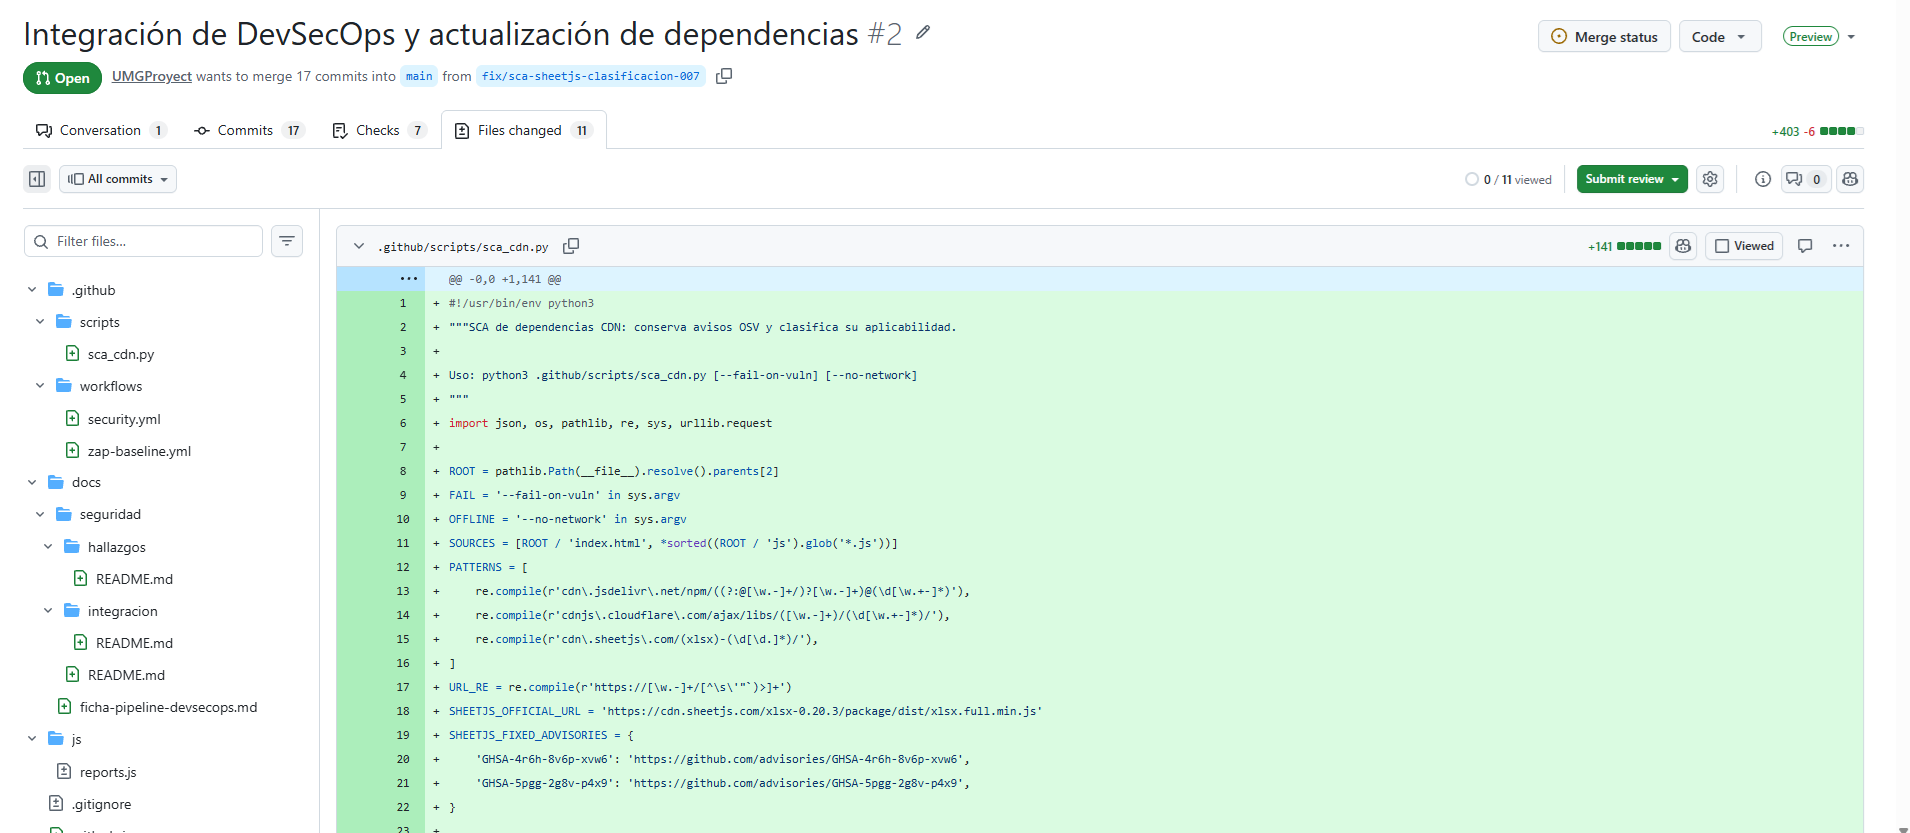 Integración de DevSecOps y actualización de dependencias #2
Merge status
Code
Preview
Open
UMGProyect wants to merge 17 commits into main from fix/sca-sheetjs-clasificacion-007
Conversation 1
Commits 17
Checks 7
Files changed 11
+403 -6
All commits
0 / 11 viewed
Submit review
0
Filter files...
.github
scripts
sca_cdn.py
workflows
security.yml
zap-baseline.yml
docs
seguridad
hallazgos
README.md
integracion
README.md
README.md
ficha-pipeline-devsecops.md
js
reports.js
.gitignore
.github/scripts/sca_cdn.py
+141
Viewed
@@ -0,0 +1,141 @@
1 + #!/usr/bin/env python3
2 + """SCA de dependencias CDN: conserva avisos OSV y clasifica su aplicabilidad.
3 +
4 + Uso: python3 .github/scripts/sca_cdn.py [--fail-on-vuln] [--no-network]
5 + """
6 + import json, os, pathlib, re, sys, urllib.request
7 +
8 + ROOT = pathlib.Path(__file__).resolve().parents[2]
9 + FAIL = '--fail-on-vuln' in sys.argv
10 + OFFLINE = '--no-network' in sys.argv
11 + SOURCES = [ROOT / 'index.html', *sorted((ROOT / 'js').glob('*.js'))]
12 + PATTERNS = [
13 +     re.compile(r'cdn\.jsdelivr\.net/npm/((?:@[\w.-]+/)?[\w.-]+)@(\d[\w.+-]*)'),
14 +     re.compile(r'cdnjs\.cloudflare\.com/ajax/libs/([\w.-]+)/(\d[\w.+-]*)/'),
15 +     re.compile(r'cdn\.sheetjs\.com/(xlsx)-(\d[\d.]*)/'),
16 + ]
17 + URL_RE = re.compile(r'https://[\w.-]+/[^\s\'"`)>]+')
18 + SHEETJS_OFFICIAL_URL = 'https://cdn.sheetjs.com/xlsx-0.20.3/package/dist/xlsx.full.min.js'
19 + SHEETJS_FIXED_ADVISORIES = {
20 +     'GHSA-4r6h-8v6p-xvw6': 'https://github.com/advisories/GHSA-4r6h-8v6p-xvw6',
21 +     'GHSA-5pgg-2g8v-p4x9': 'https://github.com/advisories/GHSA-5pgg-2g8v-p4x9',
22 + }
23 +